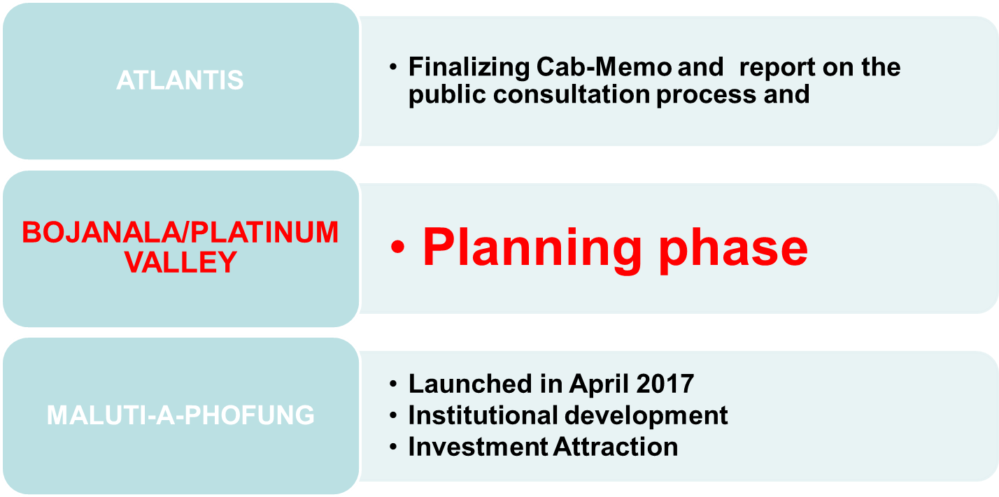 ATLANTIS
• Finalizing Cab-Memo and  report on the
public consultation process and
BOJANALA/PLATINUM
VALLEY
• Planning phase
MALUTI-A-PHOFUNG
• Launched in April 2017
• Institutional development
• Investment Attraction